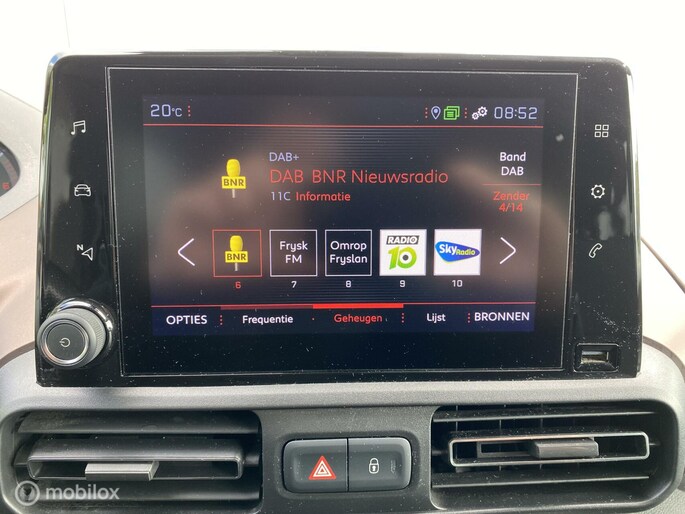 20°C
08:52
DAB+
DAB BNR Nieuwsradio
11C Informatie
Band
DAB
Zender
4/14
BNR
BNR
Frysk
FM
Omrop
Fryslan
RADIO
10
Sky Radio
6
7
8
9
10
OPTIES
Frequentie
Geheugen
Lijst
BRONNEN
N
mobilox